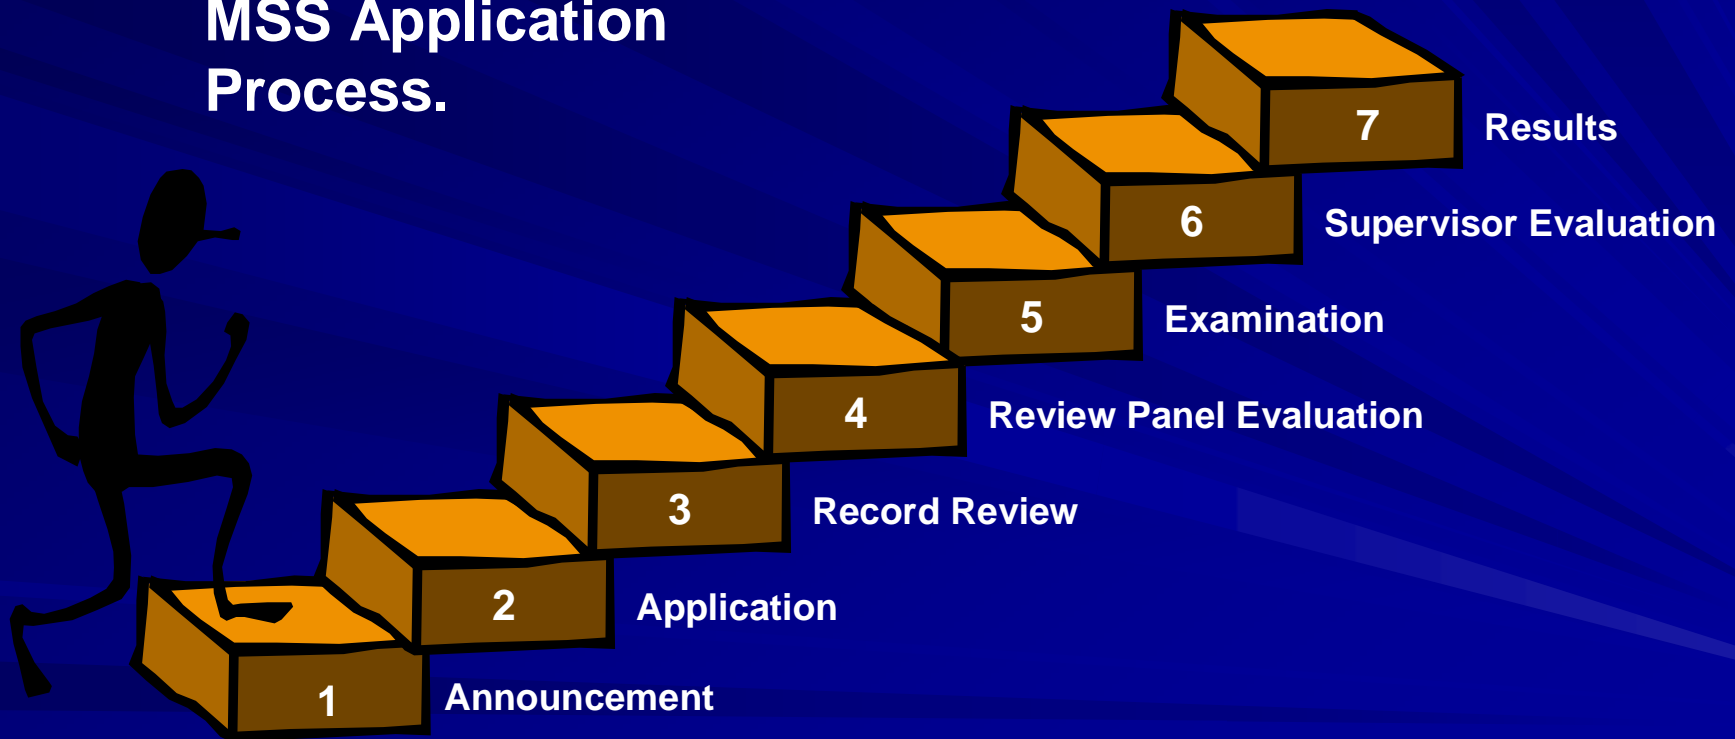 MSS Application
Process.
7 Results
6 Supervisor Evaluation
5 Examination
4 Review Panel Evaluation
3 Record Review
2 Application
1 Announcement